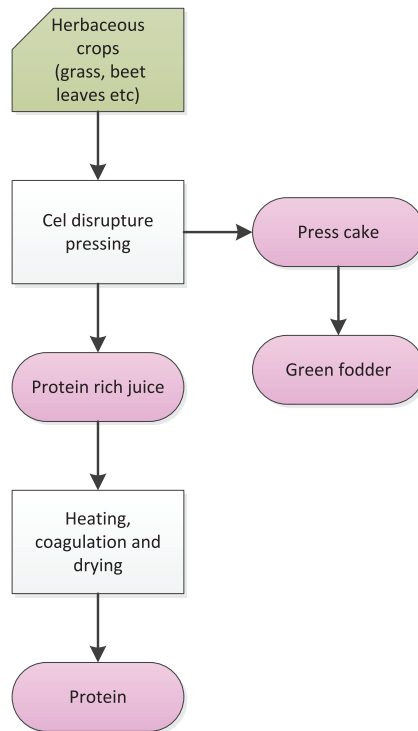 Herbaceous
crops
(grass, beet
leaves etc)
Cel disrupture
pressing
Press cake
Green fodder
Protein rich juice
Heating,
coagulation and
drying
Protein